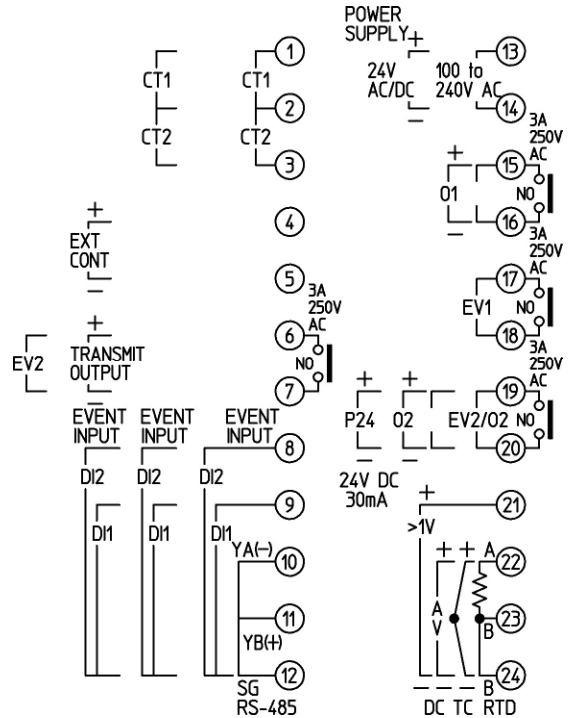 POWER
SUPPLY
+
24V
AC/DC
−
100 to
240V AC
1
CT1
CT1
2
CT2
CT2
3
+
EXT
CONT
−
4
5
3A
250V
AC
6
NO
7
EV2
+
TRANSMIT
OUTPUT
−
EVENT
INPUT
EVENT
INPUT
EVENT
INPUT
8
DI2
DI2
DI2
9
DI1
DI1
DI1
YA(−)
10
11
YB(+)
12
SG
RS-485
13
14
3A
250V
AC
15
+
O1
−
NO
16
3A
250V
AC
17
EV1
NO
18
3A
250V
AC
19
+
P24
−
+
O2
−
EV2/O2
NO
20
24V DC
30mA
21
+
>1V
−
+
A
V
−
+
−
A
22
23
B
24
B
DC TC RTD